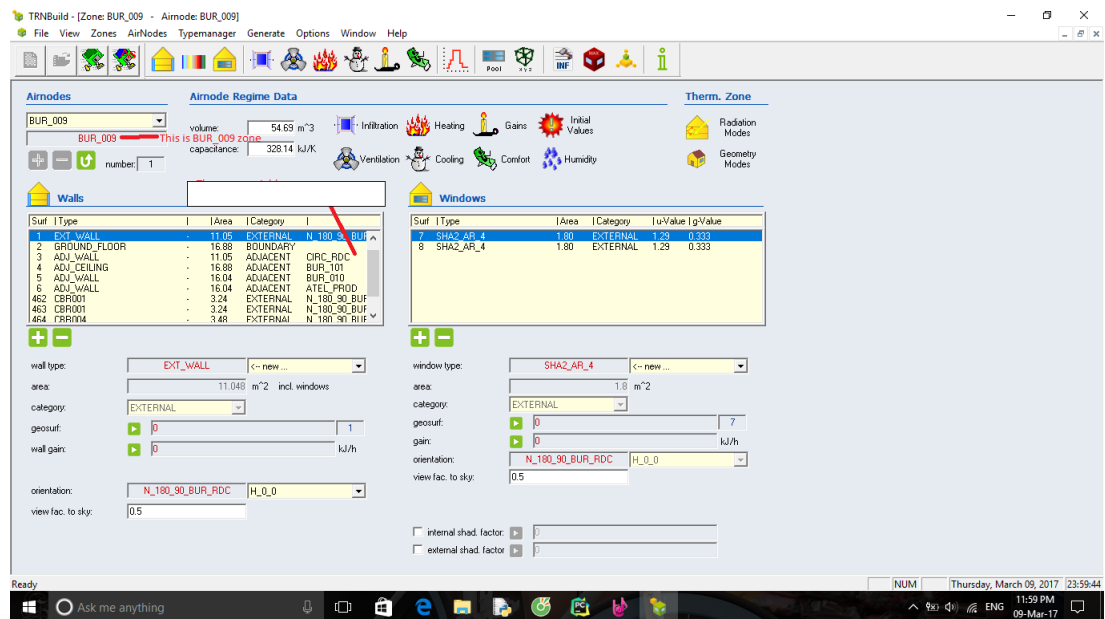 TRNBuild - [Zone: BUR_009 - Airnode: BUR_009]
File View Zones AirNodes Typemanager Generate Options Window Help
Pool x y z INF i
Airnodes Airnode Regime Data Therm. Zone
BUR_009 volume: 54.69 m^3 Infiltration Heating Gains Initial Values Radiation Modes
BUR_009 This is BUR_009 zone
capacitance: 328.14 kJ/K Ventilation Cooling Comfort Humidity Geometry Modes
number: 1
Walls Windows
Surf Type Area Category
1 EXT_WALL - 11.05 EXTERNAL N_180_90_BUF
2 GROUND_FLOOR - 16.88 BOUNDARY
3 ADJ_WALL - 11.05 ADJACENT CIRC_RDC
4 ADJ_CEILING - 16.88 ADJACENT BUR_101
5 ADJ_WALL - 16.04 ADJACENT BUR_010
6 ADJ_WALL - 16.04 ADJACENT ATEL_PROD
462 CBR001 - 3.24 EXTERNAL N_180_90_BUF
463 CBR001 - 3.24 EXTERNAL N_180_90_BUF
464 CBR004 - 3.48 EXTERNAL N_180_90_BUF
Surf Type Area Category u-Value g-Value
7 SHA2_AR_4 1.80 EXTERNAL 1.29 0.333
8 SHA2_AR_4 1.80 EXTERNAL 1.29 0.333
wall type: EXT_WALL <-- new ...
area: 11.048 m^2 incl. windows
category: EXTERNAL
geosurf: 0 1
wall gain: 0 kJ/h
orientation: N_180_90_BUR_RDC H_0_0
view fac. to sky: 0.5
window type: SHA2_AR_4 <-- new ...
area: 1.8 m^2
category: EXTERNAL
geosurf: 0 7
gain: 0 kJ/h
orientation: N_180_90_BUR_RDC H_0_0
view fac. to sky: 0.5
internal shad. factor: 0
external shad. factor 0
Ready NUM Thursday, March 09, 2017 23:59:44
Ask me anything ENG 11:59 PM
09-Mar-17